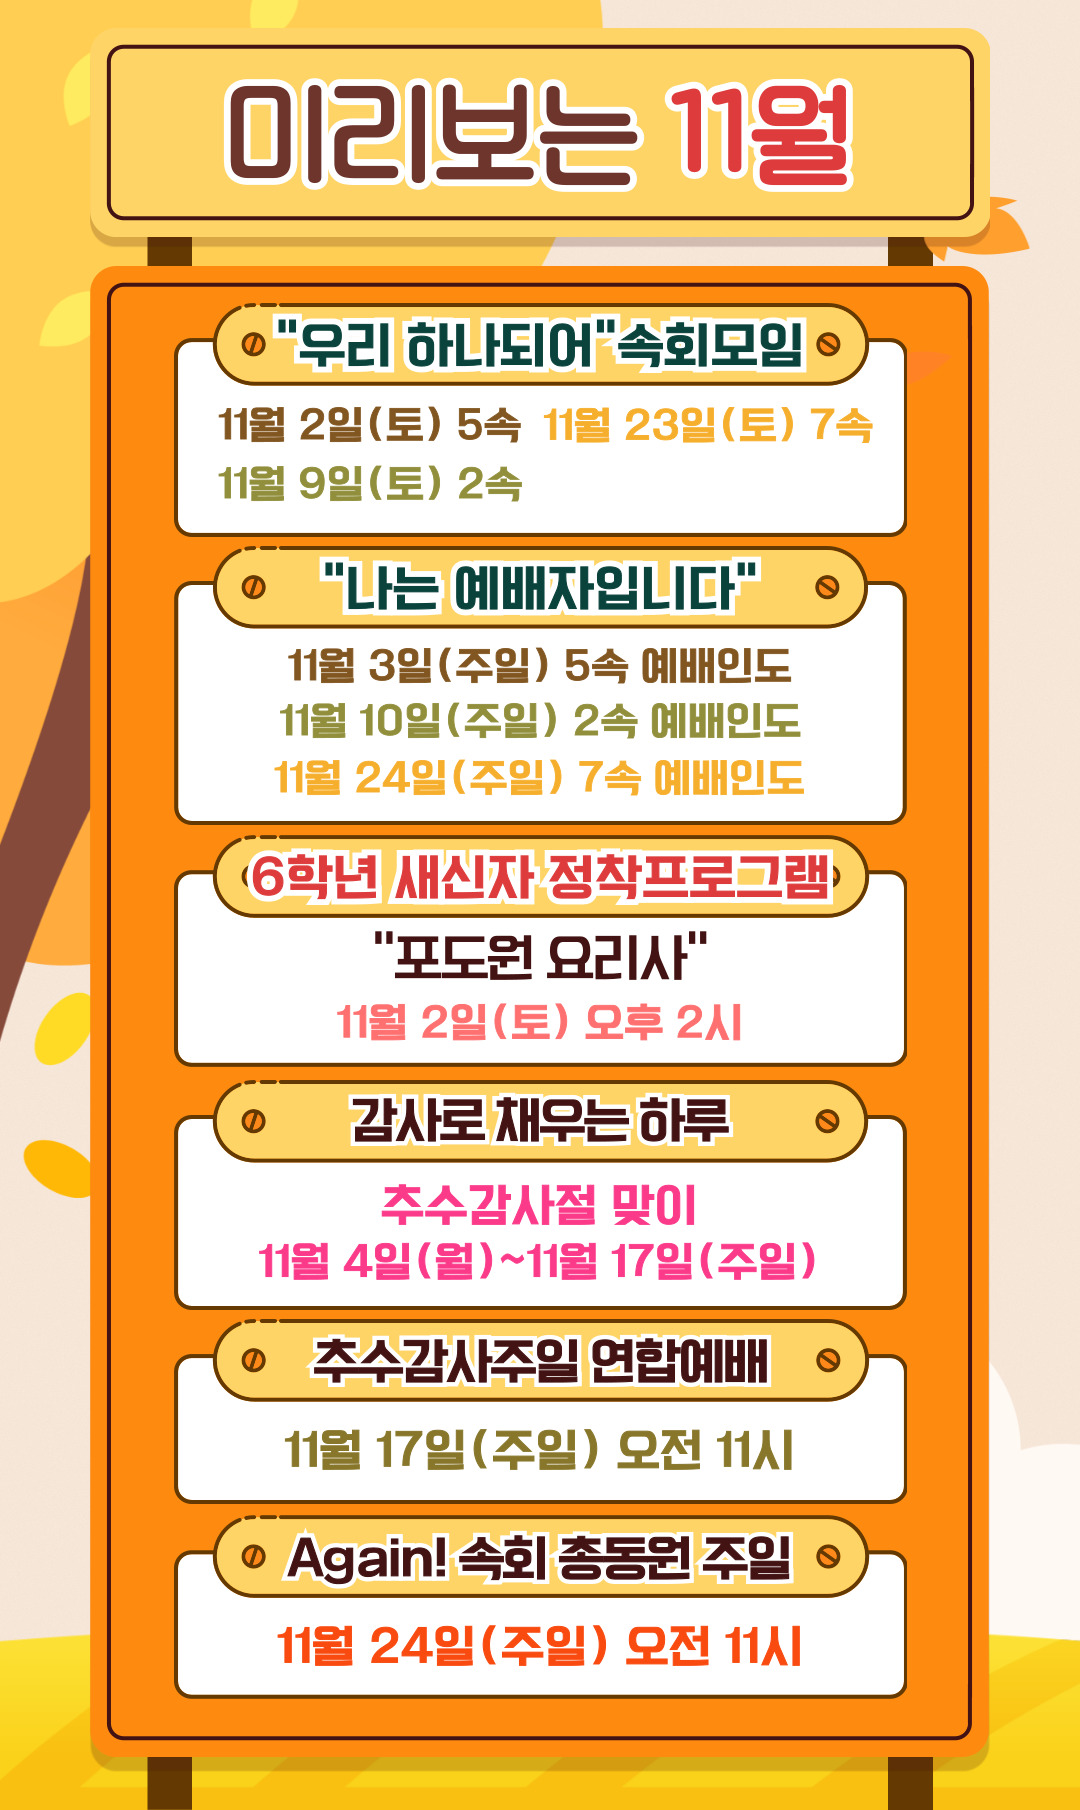 미리보는 11월
"우리 하나되어"속회모임
11월 2일(토) 5속 11월 23일(토) 7속
11월 9일(토) 2속
"나는 예배자입니다"
11월 3일(주일) 5속 예배인도
11월 10일(주일) 2속 예배인도
11월 24일(주일) 7속 예배인도
6학년 새신자 정착프로그램
"포도원 요리사"
11월 2일(토) 오후 2시
감사로 채우는 하루
추수감사절 맞이
11월 4일(월)~11월 17일(주일)
추수감사주일 연합예배
11월 17일(주일) 오전 11시
Again! 속회 총동원 주일
11월 24일(주일) 오전 11시